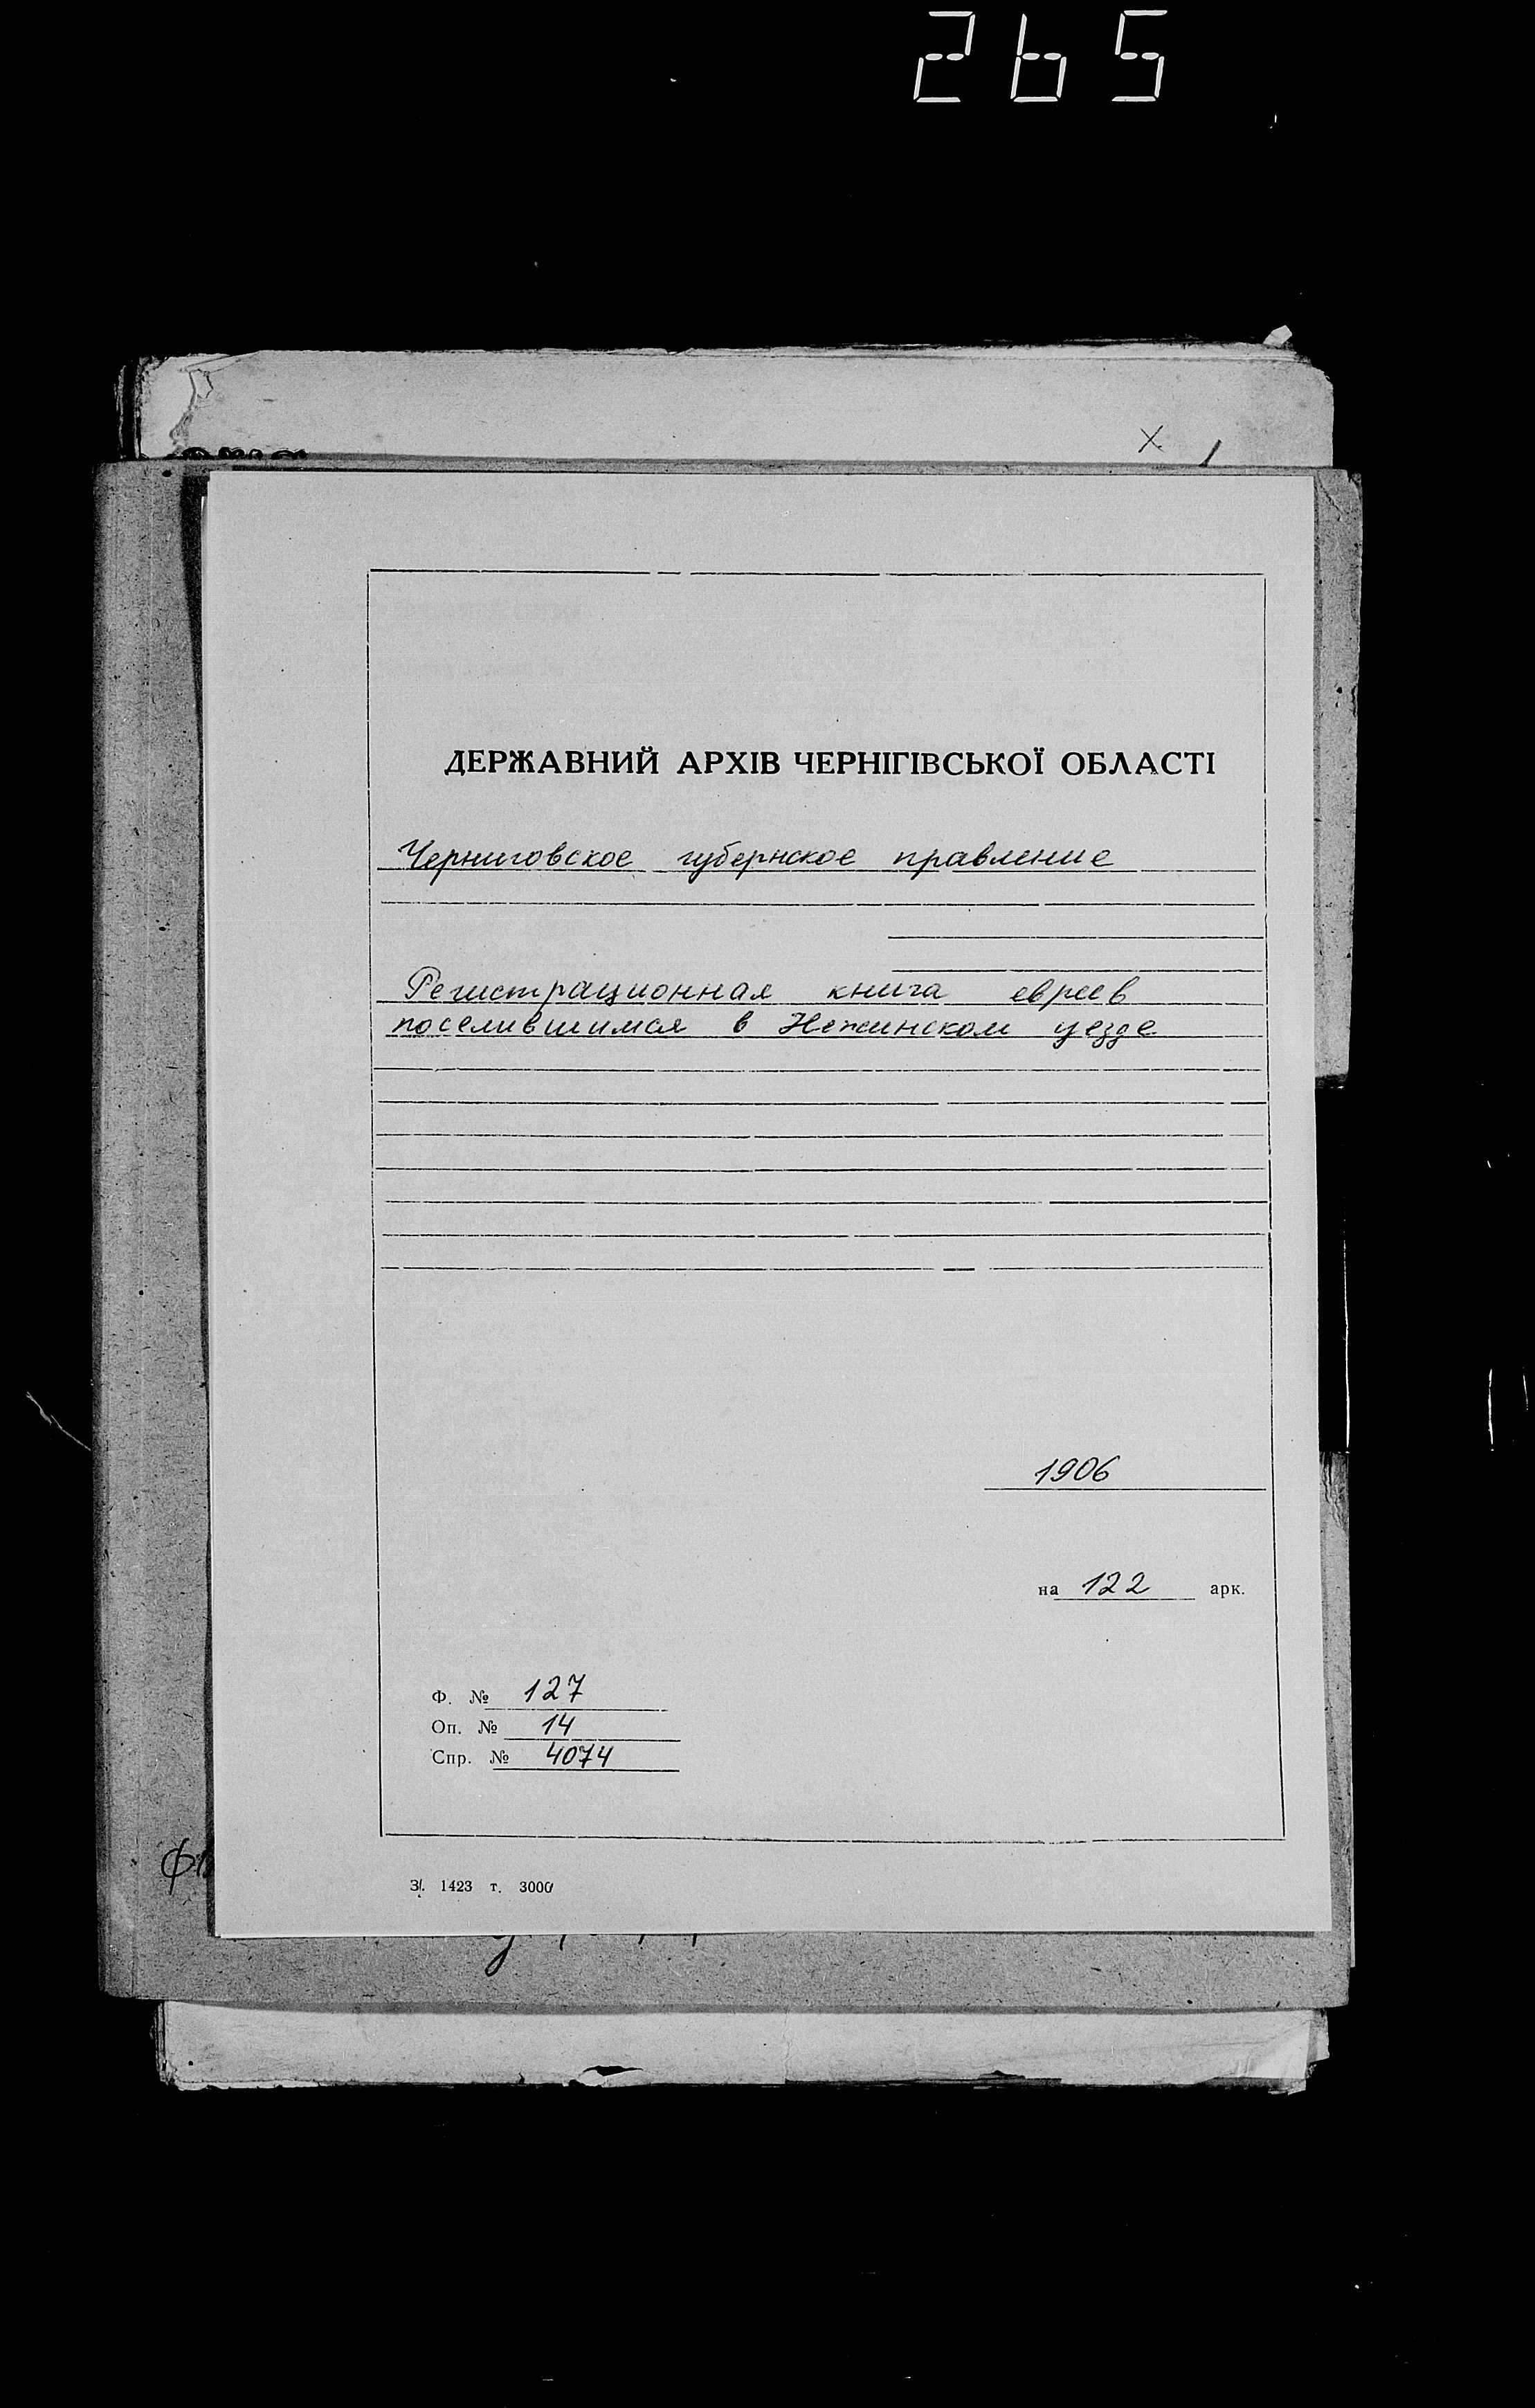 265
X
ДЕРЖАВНИЙ АРХІВ ЧЕРНІГІВСЬКОЇ ОБЛАСТІ
Черниговское губернское правление
Регистрационная книга евреев
поселившимся в Нежинском уезде
1906
на 122 арк.
Ф. № 127
Оп. № 14
Спр. № 4074
З. 1423 т. 3000